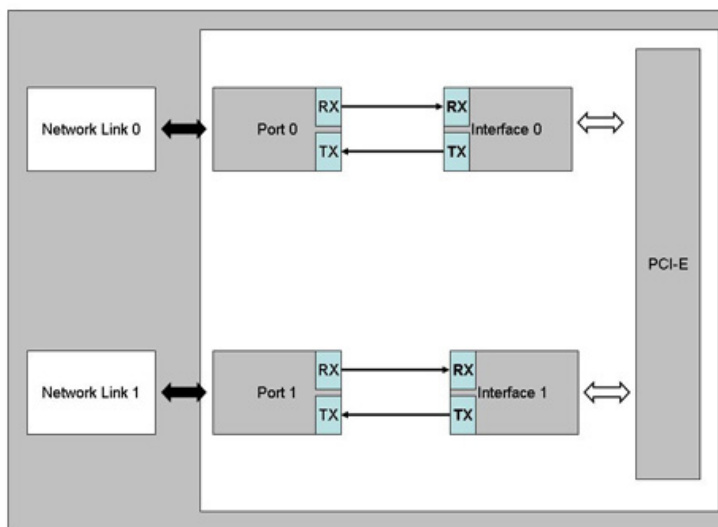 Network Link 0
Port 0
RX
TX
RX
TX
Interface 0
PCI-E
Network Link 1
Port 1
RX
TX
RX
TX
Interface 1